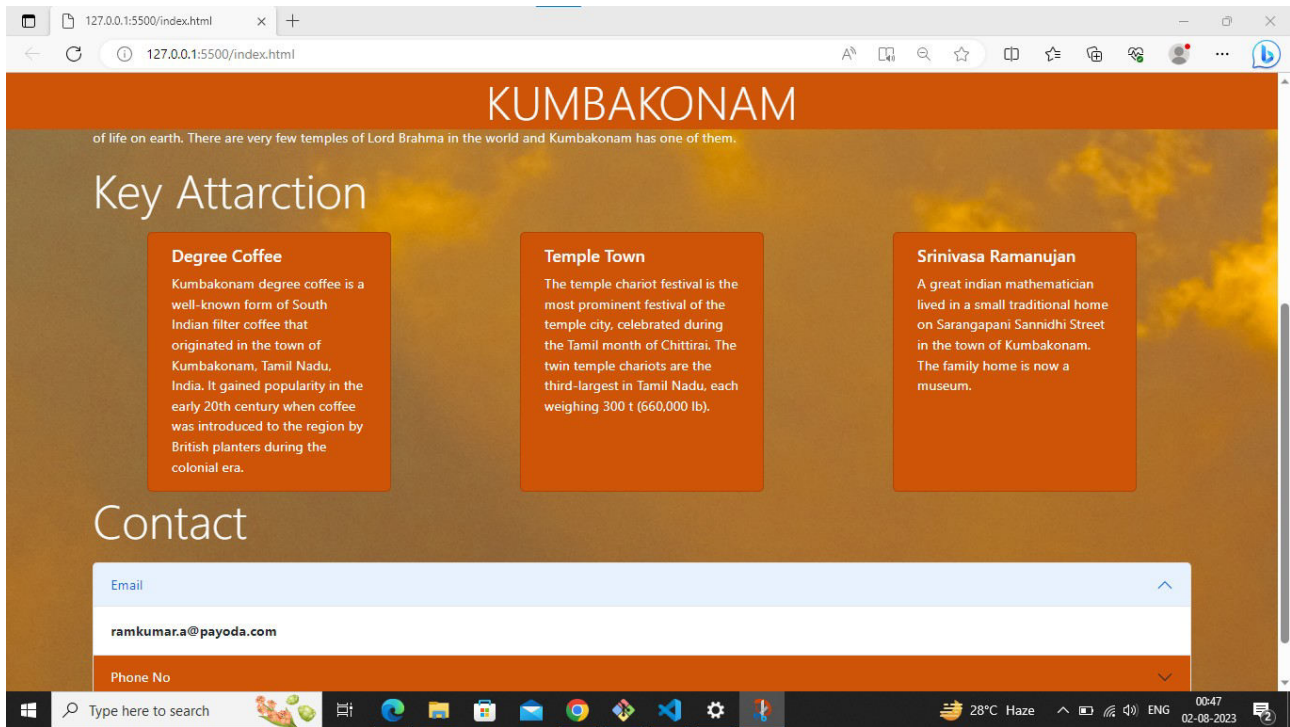 127.0.0.1:5500/index.html
127.0.0.1:5500/index.html
KUMBAKONAM
of life on earth. There are very few temples of Lord Brahma in the world and Kumbakonam has one of them.
Key Attarction
Degree Coffee
Kumbakonam degree coffee is a
well-known form of South
Indian filter coffee that
originated in the town of
Kumbakonam, Tamil Nadu,
India. It gained popularity in the
early 20th century when coffee
was introduced to the region by
British planters during the
colonial era.
Temple Town
The temple chariot festival is the
most prominent festival of the
temple city, celebrated during
the Tamil month of Chittirai. The
twin temple chariots are the
third-largest in Tamil Nadu, each
weighing 300 t (660,000 lb).
Srinivasa Ramanujan
A great indian mathematician
lived in a small traditional home
on Sarangapani Sannidhi Street
in the town of Kumbakonam.
The family home is now a
museum.
Contact
Email
ramkumar.a@payoda.com
Phone No
Type here to search
28°C Haze
ENG
00:47
02-08-2023
2